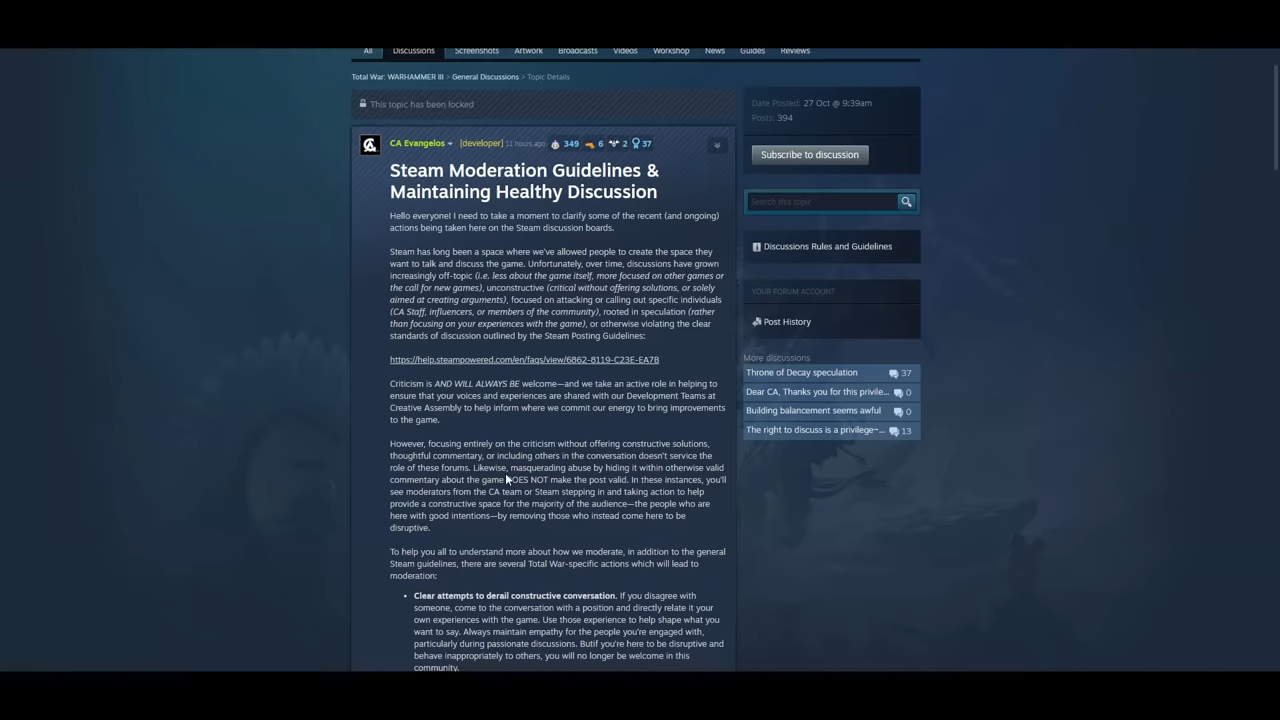 All Discussions Screenshots Artwork Broadcasts Videos Workshop News Guides Reviews
Total War: WARHAMMER III > General Discussions > Topic Details
This topic has been locked
CA Evangelos [developer] 11 hours ago 349 6 2 37
Steam Moderation Guidelines &
Maintaining Healthy Discussion
Hello everyone! I need to take a moment to clarify some of the recent (and ongoing)
actions being taken here on the Steam discussion boards.
Steam has long been a space where we've allowed people to create the space they
want to talk and discuss the game. Unfortunately, over time, discussions have grown
increasingly off-topic (i.e. less about the game itself, more focused on other games or
the call for new games), unconstructive (critical without offering solutions, or solely
aimed at creating arguments), focused on attacking or calling out specific individuals
(CA Staff, influencers, or members of the community), rooted in speculation (rather
than focusing on your experiences with the game), or otherwise violating the clear
standards of discussion outlined by the Steam Posting Guidelines:
https://help.steampowered.com/en/faqs/view/6862-8119-C23E-EA7B
Criticism is AND WILL ALWAYS BE welcome—and we take an active role in helping to
ensure that your voices and experiences are shared with our Development Teams at
Creative Assembly to help inform where we commit our energy to bring improvements
to the game.
However, focusing entirely on the criticism without offering constructive solutions,
thoughtful commentary, or including others in the conversation doesn't service the
role of these forums. Likewise, masquerading abuse by hiding it within otherwise valid
commentary about the game DOES NOT make the post valid. In these instances, you'll
see moderators from the CA team or Steam stepping in and taking action to help
provide a constructive space for the majority of the audience—the people who are
here with good intentions—by removing those who instead come here to be
disruptive.
To help you all to understand more about how we moderate, in addition to the general
Steam guidelines, there are several Total War-specific actions which will lead to
moderation:
• Clear attempts to derail constructive conversation. If you disagree with
someone, come to the conversation with a position and directly relate it your
own experiences with the game. Use those experience to help shape what you
want to say. Always maintain empathy for the people you're engaged with,
particularly during passionate discussions. Butif you're here to be disruptive and
behave inappropriately to others, you will no longer be welcome in this
community.
Date Posted: 27 Oct @ 9:39am
Posts: 394
Subscribe to discussion
Search this topic
Discussions Rules and Guidelines
YOUR FORUM ACCOUNT
Post History
More discussions
Throne of Decay speculation 37
Dear CA, Thanks you for this privile... 0
Building balancement seems awful 0
The right to discuss is a privilege~... 13